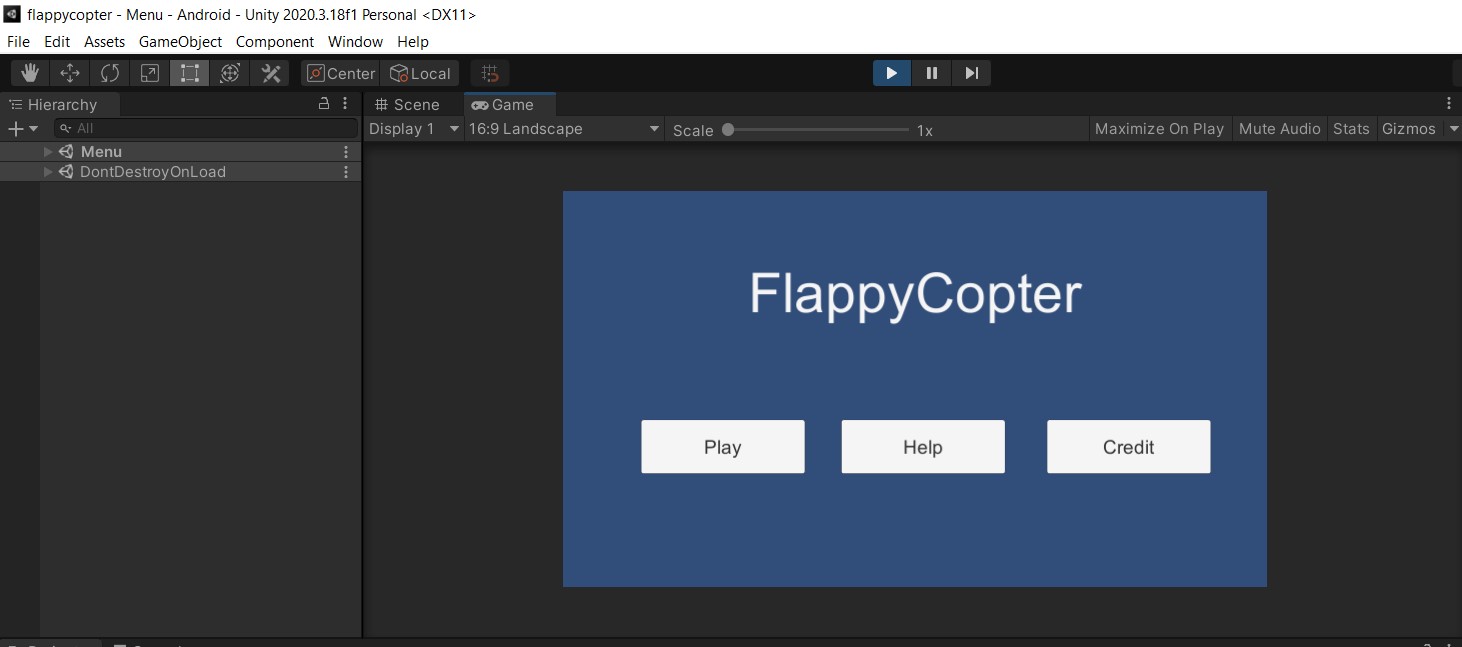 flappycopter - Menu - Android - Unity 2020.3.18f1 Personal <DX11>
File Edit Assets GameObject Component Window Help
Center Local
Hierarchy
All
Menu
DontDestroyOnLoad
Scene Game
Display 1 16:9 Landscape Scale 1x Maximize On Play Mute Audio Stats Gizmos
FlappyCopter
Play Help Credit